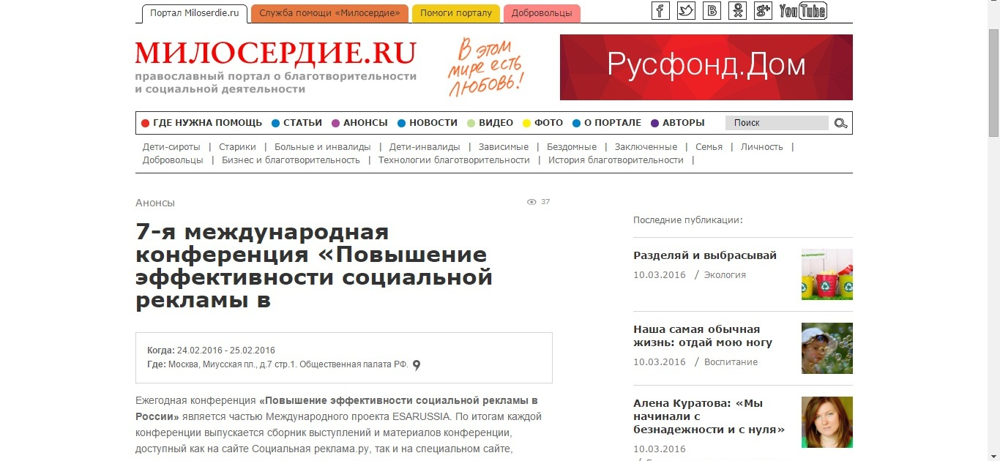 Портал Miloserdie.ru
Служба помощи «Милосердие»
Помоги порталу
Добровольцы
f
B
g+
You Tube
МИЛОСЕРДИЕ.RU
православный портал о благотворительности
и социальной деятельности
В этом
мире есть
любовь!
Русфонд.Дом
ГДЕ НУЖНА ПОМОЩЬ
СТАТЬИ
АНОНСЫ
НОВОСТИ
ВИДЕО
ФОТО
О ПОРТАЛЕ
АВТОРЫ
Поиск
Дети-сироты | Старики | Больные и инвалиды | Дети-инвалиды | Зависимые | Бездомные | Заключенные | Семья | Личность |
Добровольцы | Бизнес и благотворительность | Технологии благотворительности | История благотворительности |
Анонсы
37
7-я международная
конференция «Повышение
эффективности социальной
рекламы в
Когда: 24.02.2016 - 25.02.2016
Где: Москва, Миусская пл., д.7 стр.1. Общественная палата РФ.
Ежегодная конференция «Повышение эффективности социальной рекламы в
России» является частью Международного проекта ESARUSSIA. По итогам каждой
конференции выпускается сборник выступлений и материалов конференции,
доступный как на сайте Социальная реклама.ру, так и на специальном сайте,
Последние публикации:
Разделяй и выбрасывай
10.03.2016 / Экология
Наша самая обычная
жизнь: отдай мою ногу
10.03.2016 / Воспитание
Алена Куратова: «Мы
начинали с
безнадежности и с нуля»
10.03.2016